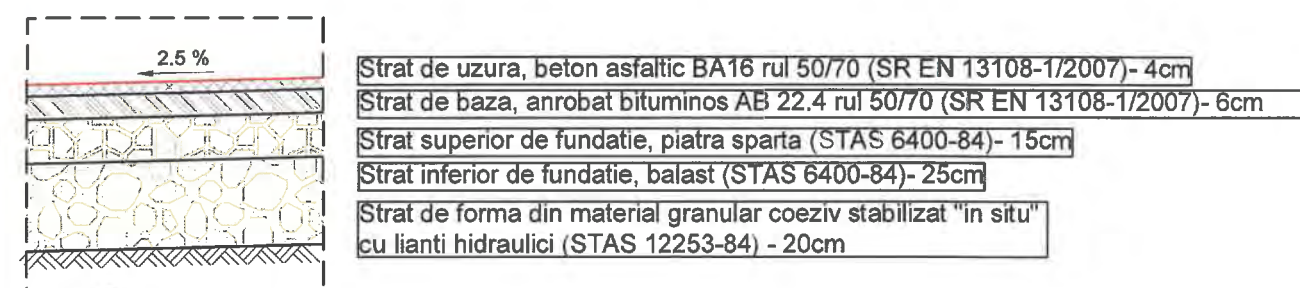 2.5 %
Strat de uzura, beton asfaltic BA16 rul 50/70 (SR EN 13108-1/2007)- 4cm
Strat de baza, anrobat bituminos AB 22.4 rul 50/70 (SR EN 13108-1/2007)- 6cm
Strat superior de fundatie, piatra sparta (STAS 6400-84)- 15cm
Strat inferior de fundatie, balast (STAS 6400-84)- 25cm
Strat de forma din material granular coeziv stabilizat "in situ"
cu lianti hidraulici (STAS 12253-84) - 20cm